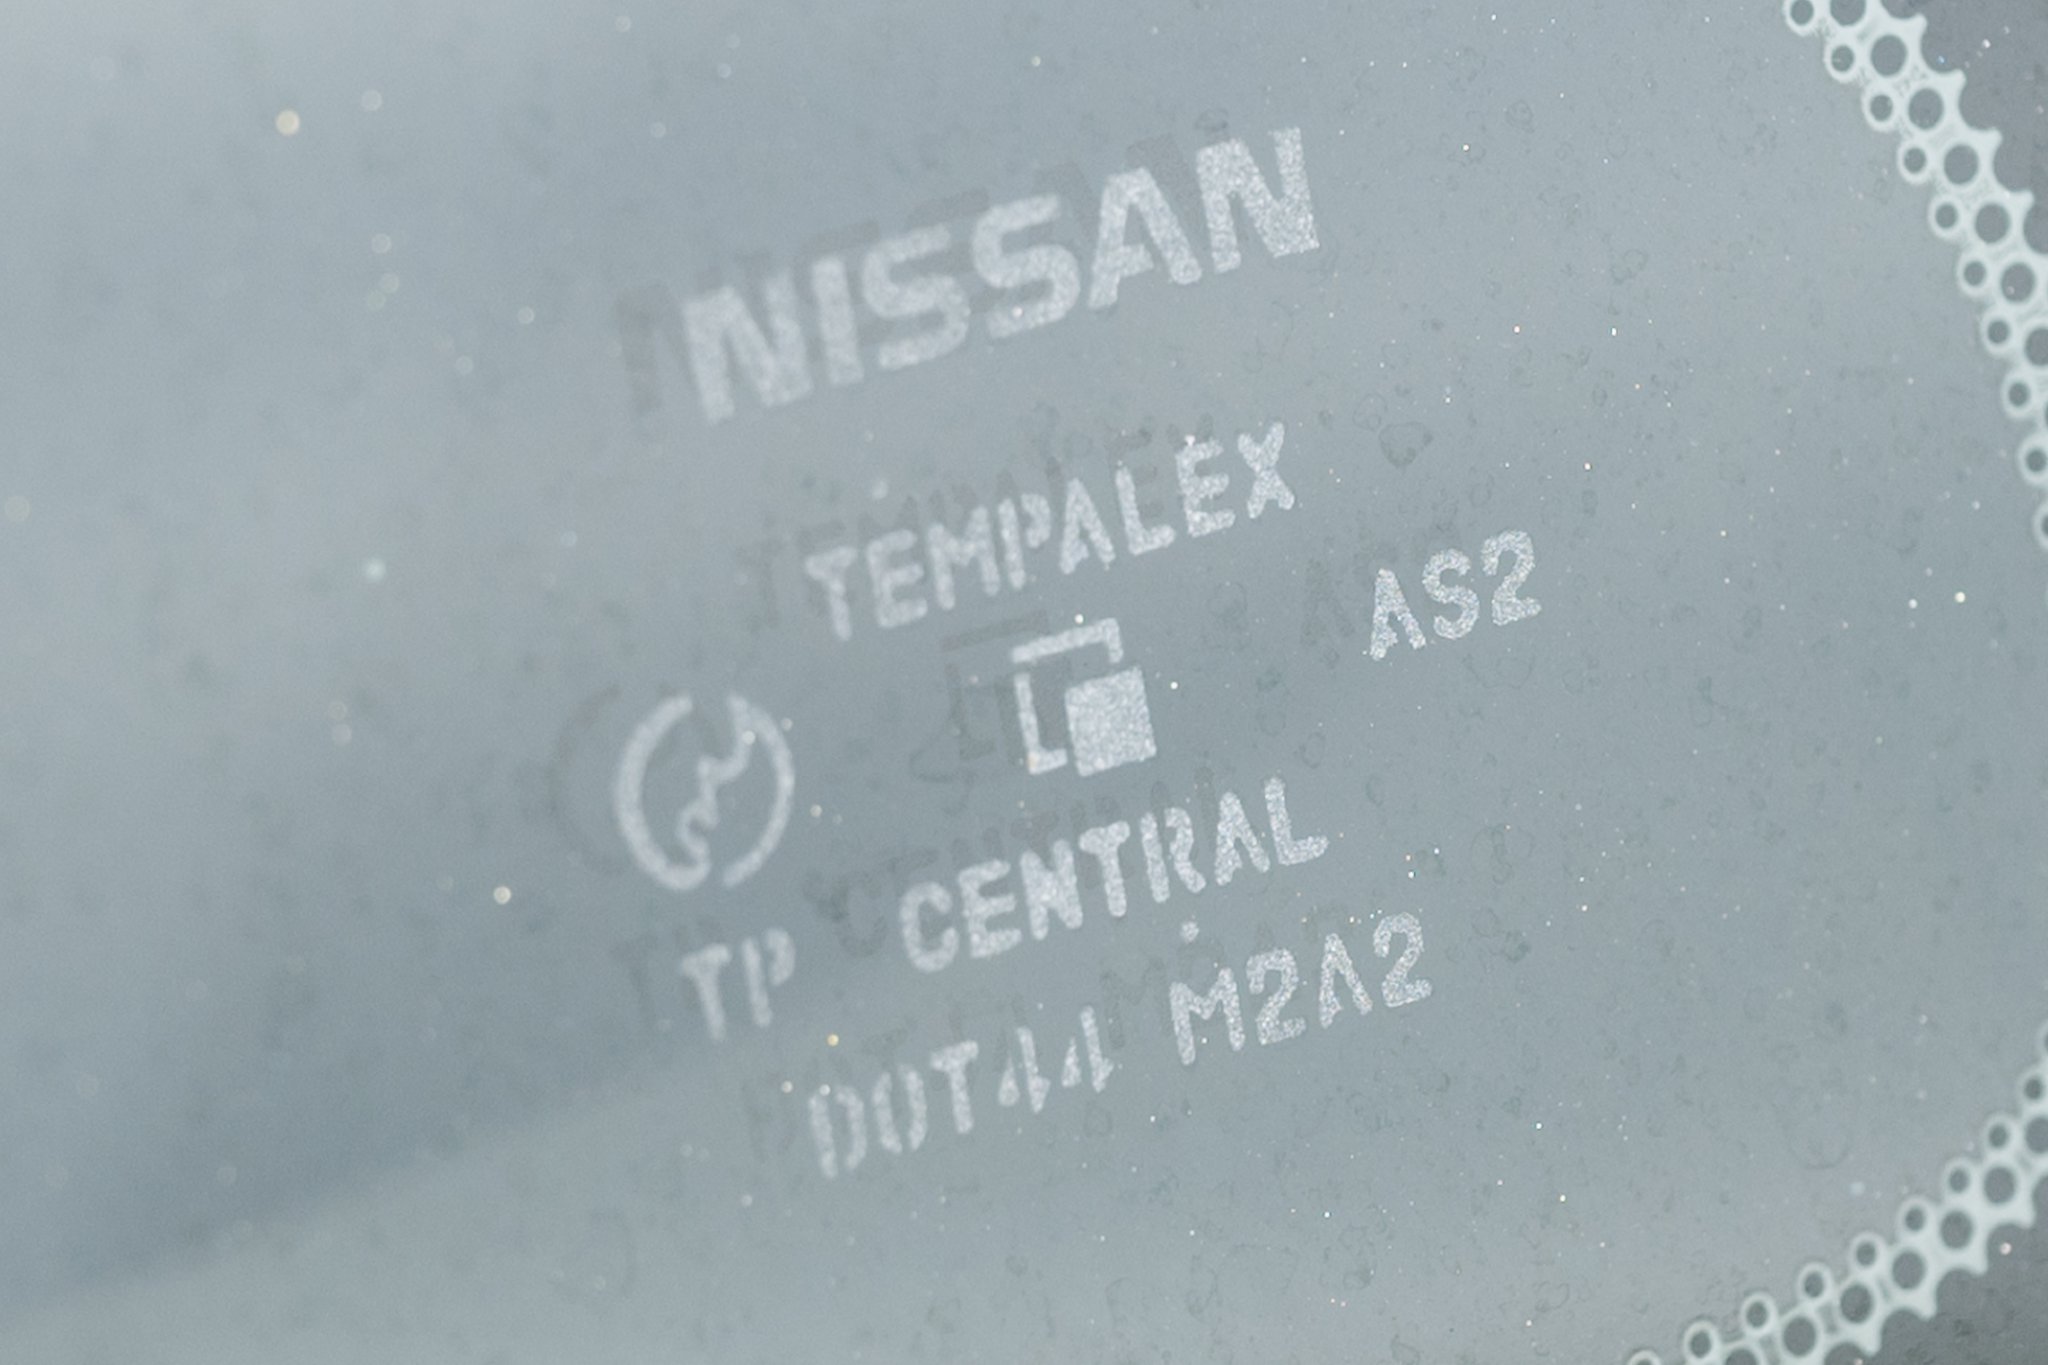 NISSAN
TEMPALEX
AS2
TP CENTRAL
DOT44 M2A2